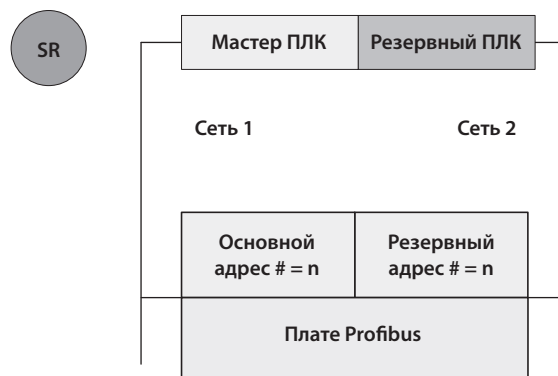 SR
Мастер ПЛК
Резервный ПЛК
Сеть 1
Сеть 2
Основной
адрес # = n
Резервный
адрес # = n
Плате Profibus